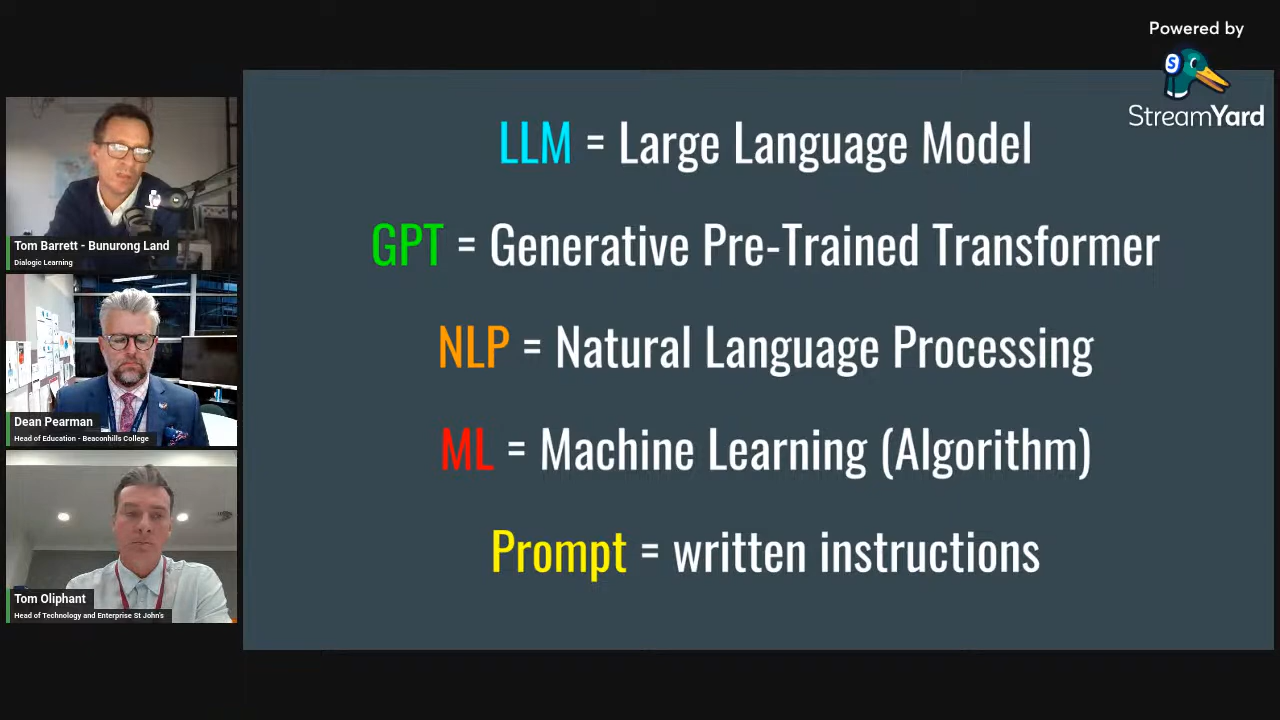 Powered by
StreamYard
LLM = Large Language Model
GPT = Generative Pre-Trained Transformer
NLP = Natural Language Processing
ML = Machine Learning (Algorithm)
Prompt = written instructions
Tom Barrett - Bunurong Land
Dialogic Learning
Dean Pearman
Head of Education - Beaconhills College
Tom Oliphant
Head of Technology and Enterprise St John's